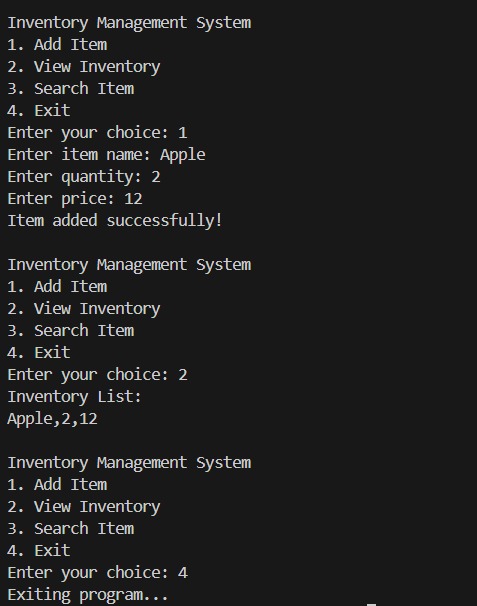 Inventory Management System
1. Add Item
2. View Inventory
3. Search Item
4. Exit
Enter your choice: 1
Enter item name: Apple
Enter quantity: 2
Enter price: 12
Item added successfully!
Inventory Management System
1. Add Item
2. View Inventory
3. Search Item
4. Exit
Enter your choice: 2
Inventory List:
Apple,2,12
Inventory Management System
1. Add Item
2. View Inventory
3. Search Item
4. Exit
Enter your choice: 4
Exiting program...